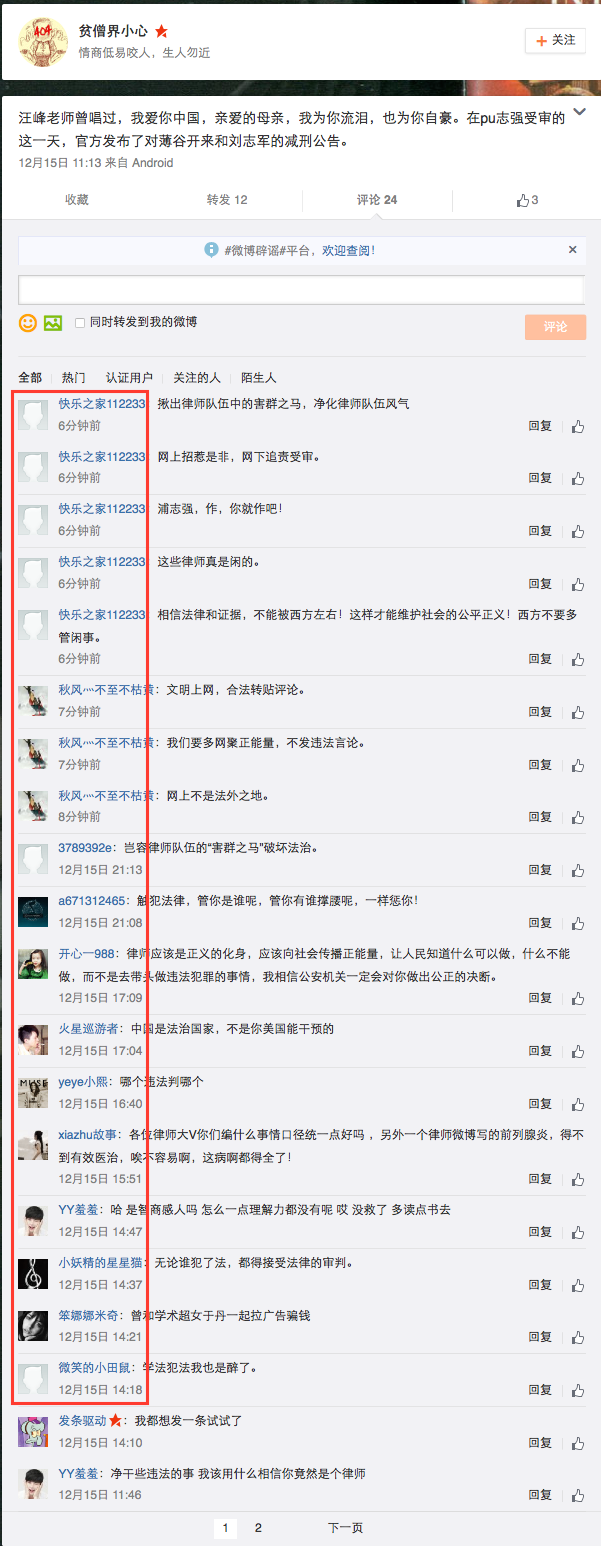 404
贫僧界小心
情商低易咬人，生人勿近
+ 关注
汪峰老师曾唱过，我爱你中国，亲爱的母亲，我为你流泪，也为你自豪。在pu志强受审的
这一天，官方发布了对薄谷开来和刘志军的减刑公告。
12月15日 11:13 来自 Android
收藏 转发 12 评论 24 3
#微博辟谣#平台，欢迎查阅！ ×
同时转发到我的微博 评论
全部 热门 认证用户 关注的人 陌生人
快乐之家112233 揪出律师队伍中的害群之马，净化律师队伍风气
6分钟前 回复
快乐之家112233 网上招惹是非，网下追责受审。
6分钟前 回复
快乐之家112233 浦志强，作，你就作吧！
6分钟前 回复
快乐之家112233 这些律师真是闲的。
6分钟前 回复
快乐之家112233 相信法律和证据，不能被西方左右！这样才能维护社会的公平正义！西方不要多
管闲事。
6分钟前 回复
秋风灬不至不枯黄：文明上网，合法转贴评论。
7分钟前 回复
秋风灬不至不枯黄：我们要多网聚正能量，不发违法言论。
7分钟前 回复
秋风灬不至不枯黄：网上不是法外之地。
8分钟前 回复
3789392e：岂容律师队伍的“害群之马”破坏法治。
12月15日 21:13 回复
a671312465：触犯法律，管你是谁呢，管你有谁撑腰呢，一样惩你！
12月15日 21:08 回复
开心一988：律师应该是正义的化身，应该向社会传播正能量，让人民知道什么可以做，什么不能
做，而不是去带头做违法犯罪的事情，我相信公安机关一定会对你做出公正的决断。
12月15日 17:09 回复
火星巡游者：中国是法治国家，不是你美国能干预的
12月15日 17:04 回复
MUSE
yeye小熙：哪个违法判哪个
12月15日 16:40 回复
xiazhu故事：各位律师大V你们编什么事情口径统一点好吗 ，另外一个律师微博写的前列腺炎，得不
到有效医治，唉不容易啊，这病啊都得全了！
12月15日 15:51 回复
YY羞羞：哈 是智商感人吗 怎么一点理解力都没有呢 哎 没救了 多读点书去
12月15日 14:47 回复
小妖精的星星猫：无论谁犯了法，都得接受法律的审判。
12月15日 14:37 回复
笨娜娜米奇：曾和学术超女于丹一起拉广告骗钱
12月15日 14:21 回复
微笑的小田鼠：学法犯法我也是醉了。
12月15日 14:18 回复
发条驱动：我都想发一条试试了
12月15日 14:10 回复
YY羞羞：净干些违法的事 我该用什么相信你竟然是个律师
12月15日 11:46 回复
1 2 下一页